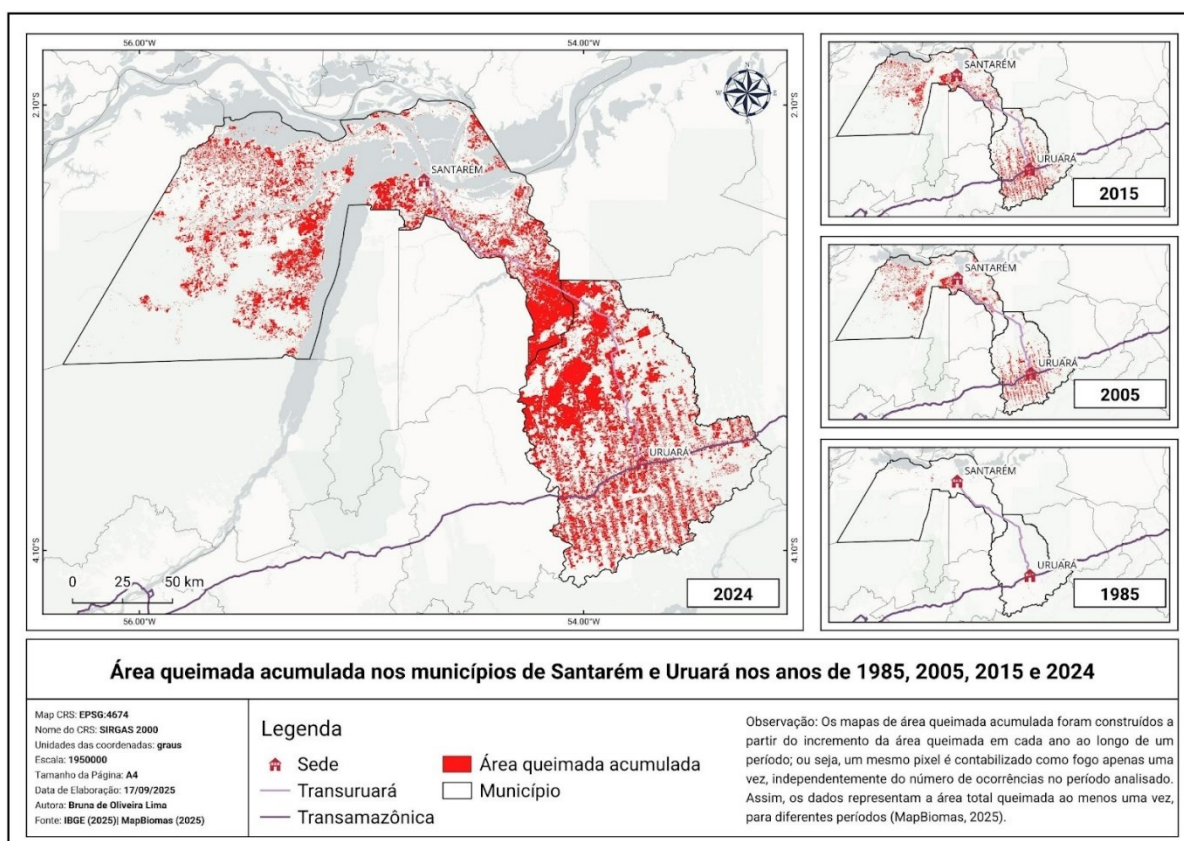 56.00°W
54.00°W
2.10°S
N
W
E
S
SANTARÉM
URUARÁ
4.10°S
0 25 50 km
2024
56.00°W
54.00°W
SANTARÉM
URUARÁ
2015
2.10°S
SANTARÉM
URUARÁ
2005
SANTARÉM
URUARÁ
1985
4.10°S
Área queimada acumulada nos municípios de Santarém e Uruará nos anos de 1985, 2005, 2015 e 2024
Map CRS: EPSG:4674
Nome do CRS: SIRGAS 2000
Unidades das coordenadas: graus
Escala: 1950000
Tamanho da Página: A4
Data de Elaboração: 17/09/2025
Autora: Bruna de Oliveira Lima
Fonte: IBGE (2025)| MapBiomas (2025)
Legenda
Sede
Transuruará
Transamazônica
Área queimada acumulada
Município
Observação: Os mapas de área queimada acumulada foram construídos a
partir do incremento da área queimada em cada ano ao longo de um
período; ou seja, um mesmo pixel é contabilizado como fogo apenas uma
vez, independentemente do número de ocorrências no período analisado.
Assim, os dados representam a área total queimada ao menos uma vez,
para diferentes períodos (MapBiomas, 2025).